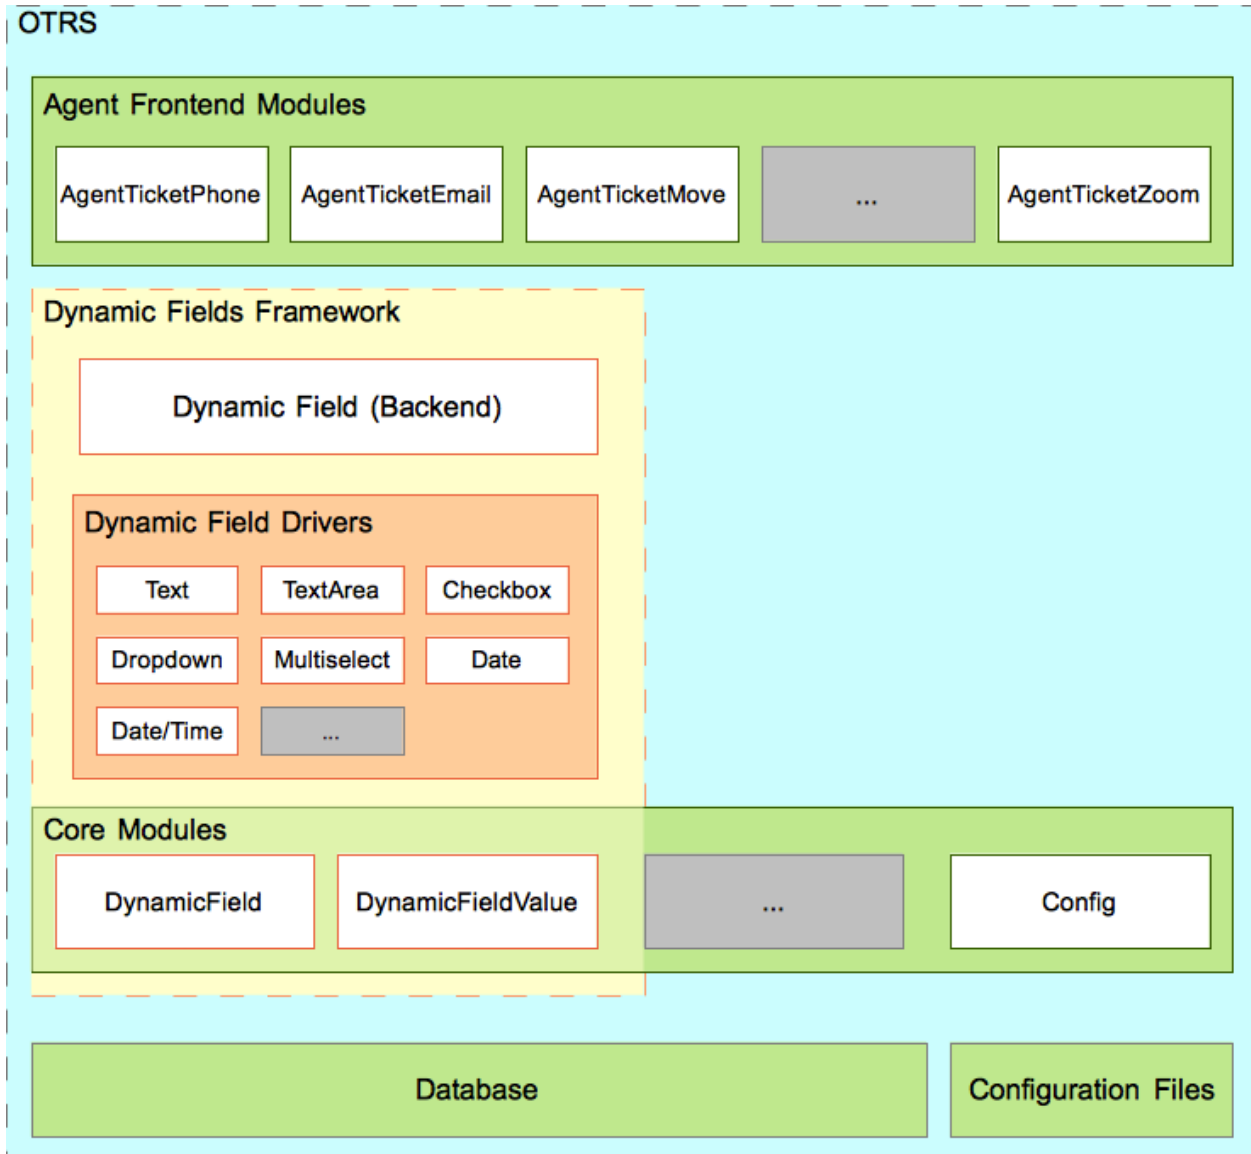 OTRS
Agent Frontend Modules
AgentTicketPhone
AgentTicketEmail
AgentTicketMove
...
AgentTicketZoom
Dynamic Fields Framework
Dynamic Field (Backend)
Dynamic Field Drivers
Text
TextArea
Checkbox
Dropdown
Multiselect
Date
Date/Time
...
Core Modules
DynamicField
DynamicFieldValue
...
Config
Database
Configuration Files